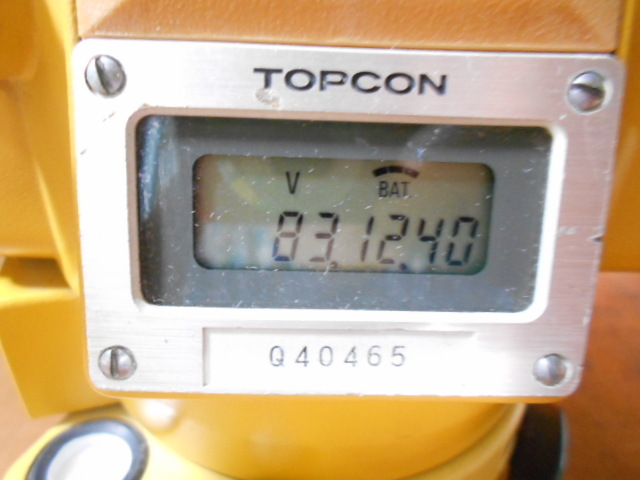 TOPCON
V BAT
83.12.40
Q40465